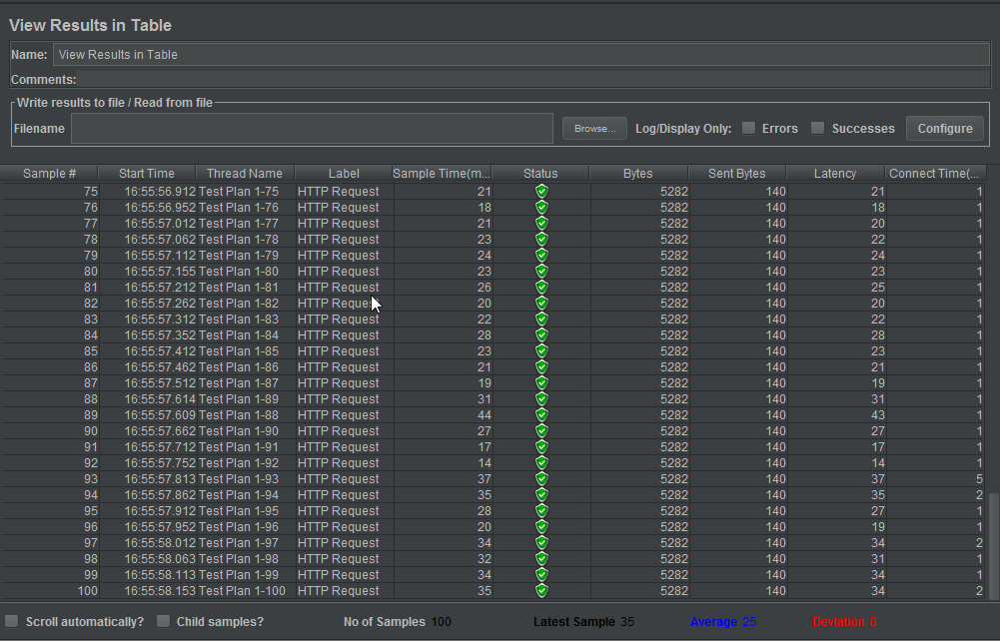 View Results in Table
Name: View Results in Table
Comments:
Write results to file / Read from file
Filename Browse... Log/Display Only: Errors Successes Configure
Sample # Start Time Thread Name Label Sample Time(m... Status Bytes Sent Bytes Latency Connect Time(...
75 16:55:56.912 Test Plan 1-75 HTTP Request 21 5282 140 21 1
76 16:55:56.952 Test Plan 1-76 HTTP Request 18 5282 140 18 1
77 16:55:57.012 Test Plan 1-77 HTTP Request 21 5282 140 20 1
78 16:55:57.062 Test Plan 1-78 HTTP Request 23 5282 140 22 1
79 16:55:57.112 Test Plan 1-79 HTTP Request 24 5282 140 24 1
80 16:55:57.155 Test Plan 1-80 HTTP Request 23 5282 140 23 1
81 16:55:57.212 Test Plan 1-81 HTTP Request 26 5282 140 25 1
82 16:55:57.262 Test Plan 1-82 HTTP Request 20 5282 140 20 1
83 16:55:57.312 Test Plan 1-83 HTTP Request 22 5282 140 22 1
84 16:55:57.352 Test Plan 1-84 HTTP Request 28 5282 140 28 1
85 16:55:57.412 Test Plan 1-85 HTTP Request 23 5282 140 23 1
86 16:55:57.462 Test Plan 1-86 HTTP Request 21 5282 140 21 1
87 16:55:57.512 Test Plan 1-87 HTTP Request 19 5282 140 19 1
88 16:55:57.614 Test Plan 1-89 HTTP Request 31 5282 140 31 1
89 16:55:57.609 Test Plan 1-88 HTTP Request 44 5282 140 43 1
90 16:55:57.662 Test Plan 1-90 HTTP Request 27 5282 140 27 1
91 16:55:57.712 Test Plan 1-91 HTTP Request 17 5282 140 17 1
92 16:55:57.752 Test Plan 1-92 HTTP Request 14 5282 140 14 1
93 16:55:57.813 Test Plan 1-93 HTTP Request 37 5282 140 37 5
94 16:55:57.862 Test Plan 1-94 HTTP Request 35 5282 140 35 2
95 16:55:57.912 Test Plan 1-95 HTTP Request 28 5282 140 27 1
96 16:55:57.952 Test Plan 1-96 HTTP Request 20 5282 140 19 1
97 16:55:58.012 Test Plan 1-97 HTTP Request 34 5282 140 34 2
98 16:55:58.063 Test Plan 1-98 HTTP Request 32 5282 140 31 1
99 16:55:58.113 Test Plan 1-99 HTTP Request 34 5282 140 34 1
100 16:55:58.153 Test Plan 1-100 HTTP Request 35 5282 140 34 2
Scroll automatically? Child samples? No of Samples 100 Latest Sample 35 Average 25 Deviation 8